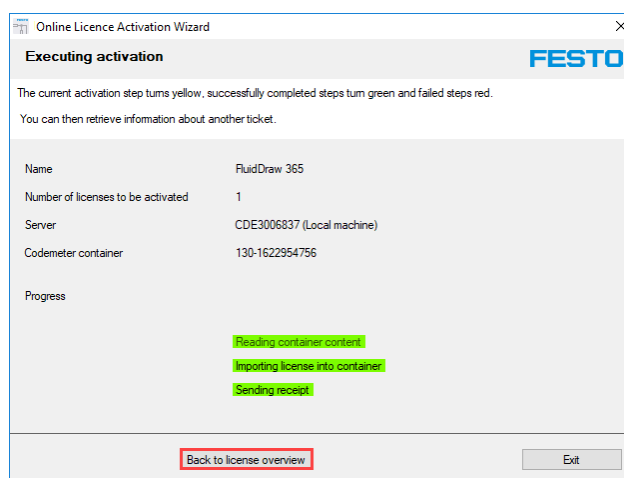 Online Licence Activation Wizard
Executing activation
FESTO
The current activation step turns yellow, successfully completed steps turn green and failed steps red.
You can then retrieve information about another ticket.
Name FluidDraw 365
Number of licenses to be activated 1
Server CDE3006837 (Local machine)
Codemeter container 130-1622954756
Progress
Reading container content
Importing license into container
Sending receipt
Back to license overview Exit